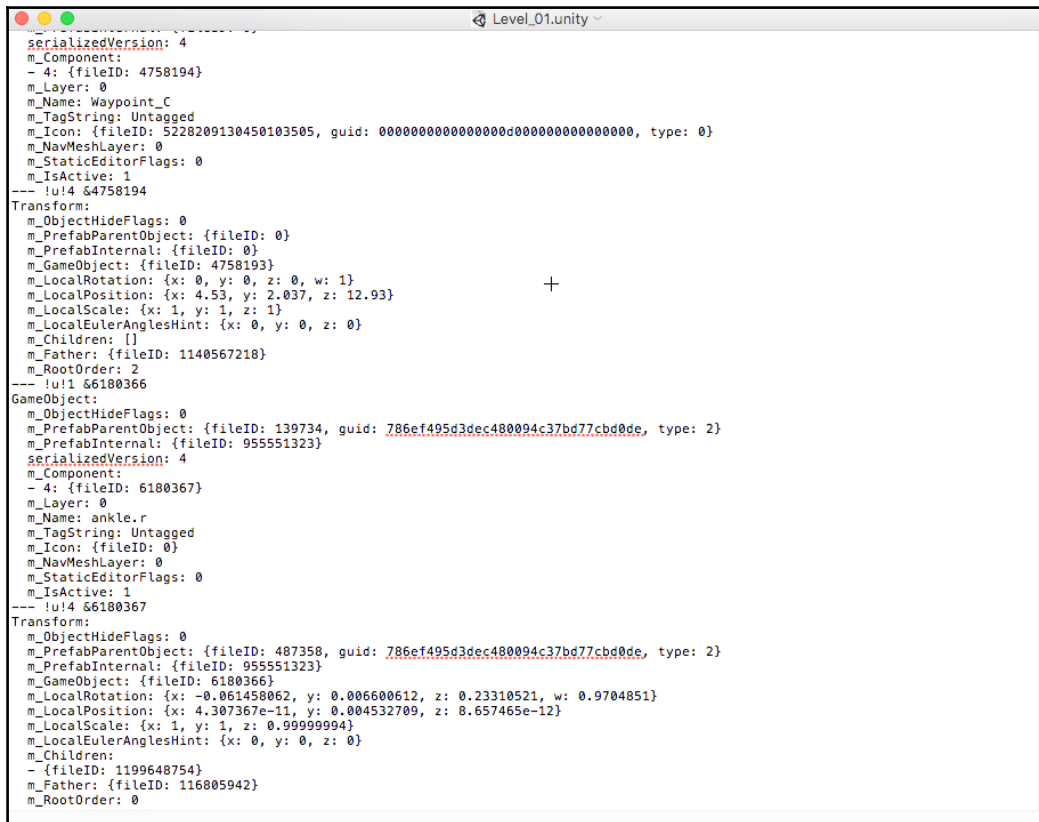 Level_01.unity
m_PrefabInternal: {fileID: 0}
serializedVersion: 4
m_Component:
- 4: {fileID: 4758194}
m_Layer: 0
m_Name: Waypoint_C
m_TagString: Untagged
m_Icon: {fileID: 5228209130450103505, guid: 0000000000000000d000000000000000, type: 0}
m_NavMeshLayer: 0
m_StaticEditorFlags: 0
m_IsActive: 1
--- !u!4 &4758194
Transform:
m_ObjectHideFlags: 0
m_PrefabParentObject: {fileID: 0}
m_PrefabInternal: {fileID: 0}
m_GameObject: {fileID: 4758193}
m_LocalRotation: {x: 0, y: 0, z: 0, w: 1}
m_LocalPosition: {x: 4.53, y: 2.037, z: 12.93}
m_LocalScale: {x: 1, y: 1, z: 1}
m_LocalEulerAnglesHint: {x: 0, y: 0, z: 0}
m_Children: []
m_Father: {fileID: 1140567218}
m_RootOrder: 2
--- !u!1 &6180366
GameObject:
m_ObjectHideFlags: 0
m_PrefabParentObject: {fileID: 139734, guid: 786ef495d3dec480094c37bd77cbd0de, type: 2}
m_PrefabInternal: {fileID: 955551323}
serializedVersion: 4
m_Component:
- 4: {fileID: 6180367}
m_Layer: 0
m_Name: ankle.r
m_TagString: Untagged
m_Icon: {fileID: 0}
m_NavMeshLayer: 0
m_StaticEditorFlags: 0
m_IsActive: 1
--- !u!4 &6180367
Transform:
m_ObjectHideFlags: 0
m_PrefabParentObject: {fileID: 487358, guid: 786ef495d3dec480094c37bd77cbd0de, type: 2}
m_PrefabInternal: {fileID: 955551323}
m_GameObject: {fileID: 6180366}
m_LocalRotation: {x: -0.061458062, y: 0.006600612, z: 0.23310521, w: 0.9704851}
m_LocalPosition: {x: 4.307367e-11, y: 0.004532709, z: 8.657465e-12}
m_LocalScale: {x: 1, y: 1, z: 0.99999994}
m_LocalEulerAnglesHint: {x: 0, y: 0, z: 0}
m_Children:
- {fileID: 1199648754}
m_Father: {fileID: 116805942}
m_RootOrder: 0